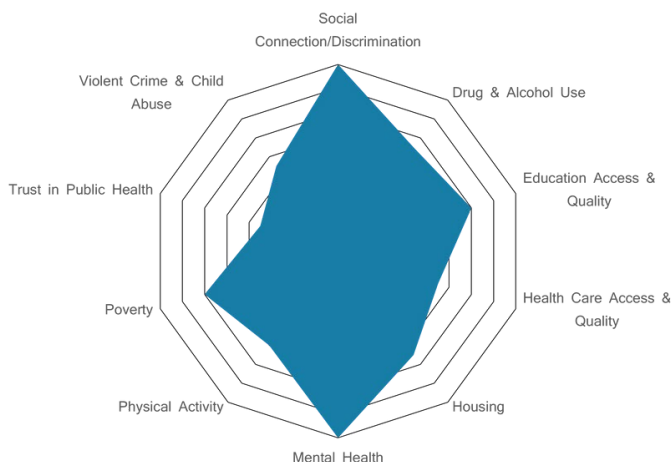 Social
Connection/Discrimination
Drug & Alcohol Use
Education Access &
Quality
Health Care Access &
Quality
Housing
Mental Health
Physical Activity
Poverty
Trust in Public Health
Violent Crime & Child
Abuse